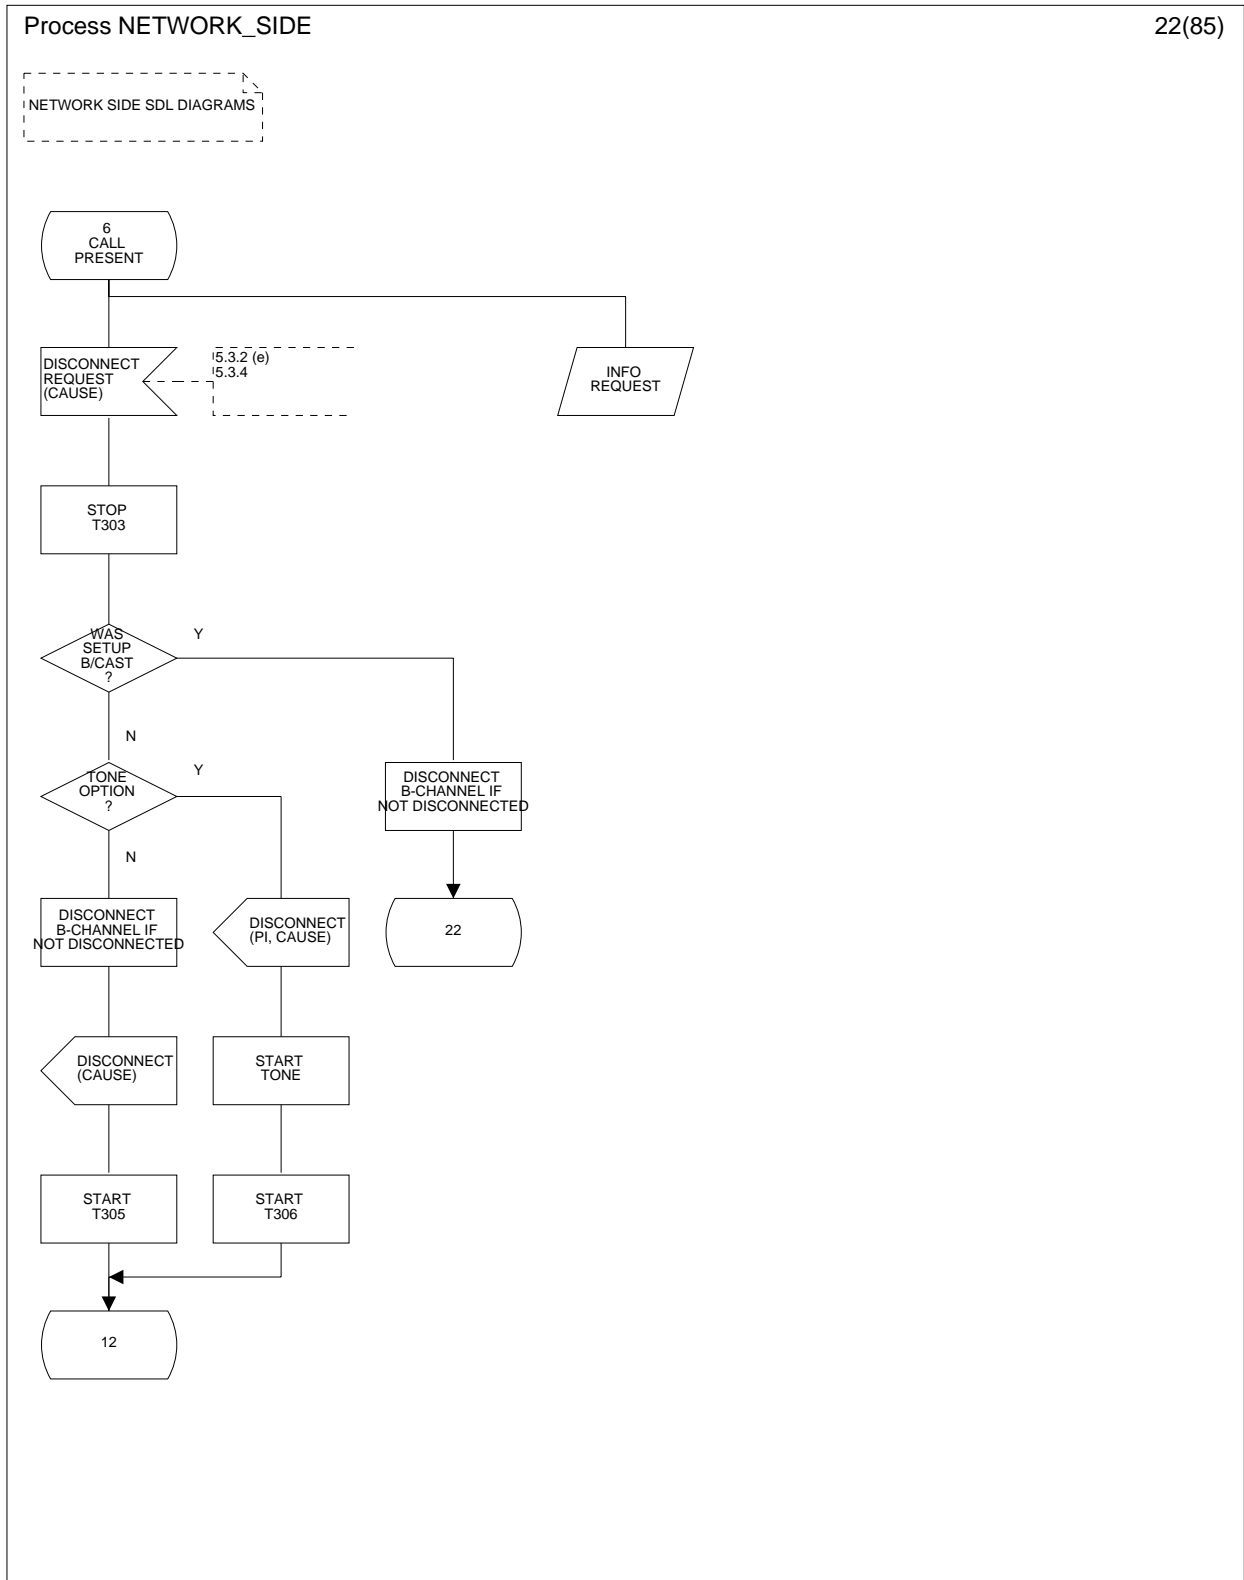 Process NETWORK_SIDE
22(85)
NETWORK SIDE SDL DIAGRAMS
6
CALL
PRESENT
DISCONNECT
REQUEST
(CAUSE)
5.3.2 (e)
5.3.4
INFO
REQUEST
STOP
T303
WAS
SETUP
B/CAST
?
Y
N
TONE
OPTION
?
Y
N
DISCONNECT
B-CHANNEL IF
NOT DISCONNECTED
DISCONNECT
B-CHANNEL IF
NOT DISCONNECTED
DISCONNECT
(PI, CAUSE)
22
DISCONNECT
(CAUSE)
START
TONE
START
T305
START
T306
12